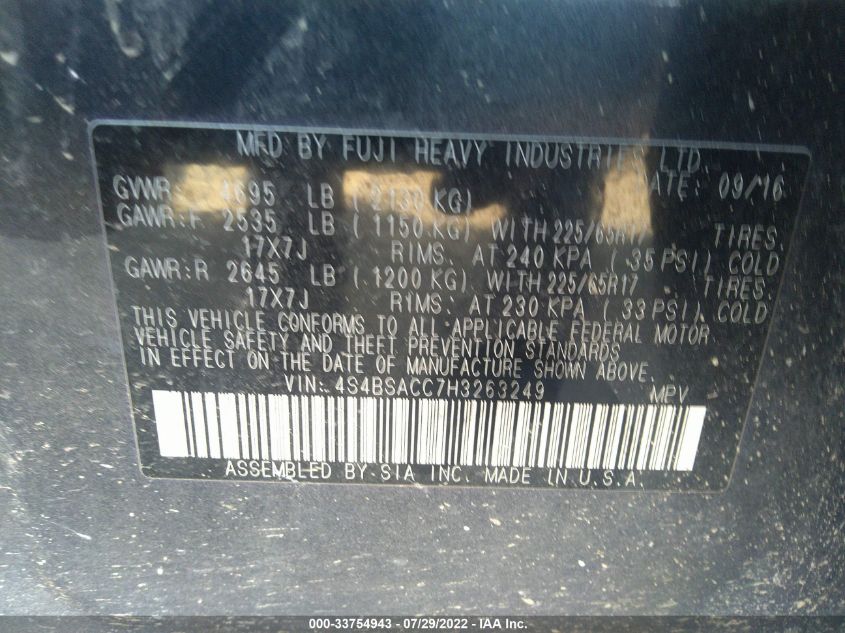 MFD BY FUJI HEAVY INDUSTRIES LTD.
DATE: 09/16
GVWR: 4695 LB ( 2130 KG)
GAWR:F 2535 LB ( 1150 KG) WITH 225/65R17 TIRES,
17X7J RIMS, AT 240 KPA ( 35 PSI) COLD
GAWR:R 2645 LB ( 1200 KG) WITH 225/65R17 TIRES,
17X7J RIMS, AT 230 KPA ( 33 PSI) COLD
THIS VEHICLE CONFORMS TO ALL APPLICABLE FEDERAL MOTOR
VEHICLE SAFETY AND THEFT PREVENTION STANDARDS
IN EFFECT ON THE DATE OF MANUFACTURE SHOWN ABOVE.
VIN: 4S4BSACC7H3263249 MPV
ASSEMBLED BY SIA INC. MADE IN U.S.A.
000-33754943 - 07/29/2022 - IAA Inc.